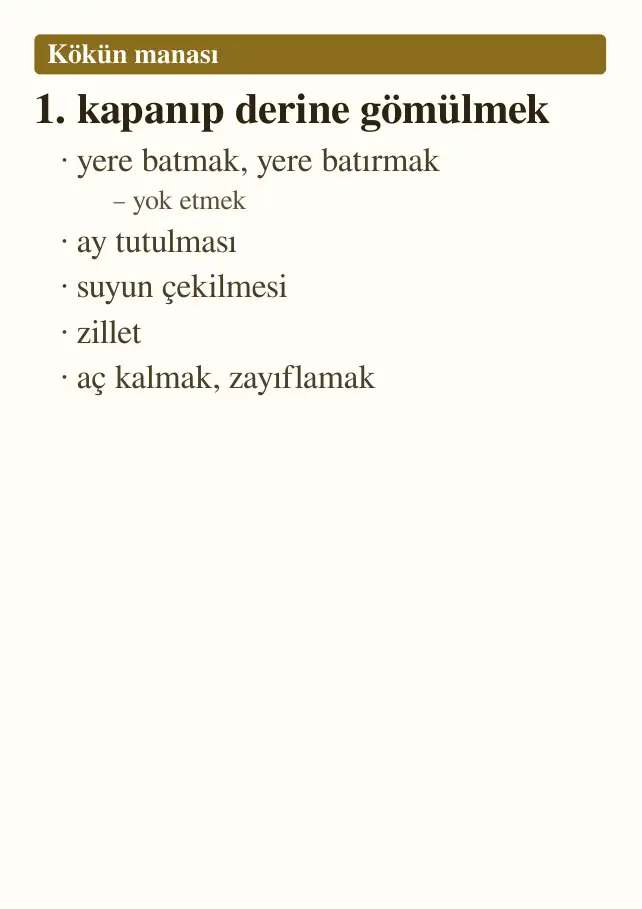 Kökün manası
1. kapanıp derine gömülmek
· yere batmak, yere batırmak
– yok etmek
· ay tutulması
· suyun çekilmesi
· zillet
· aç kalmak, zayıflamak